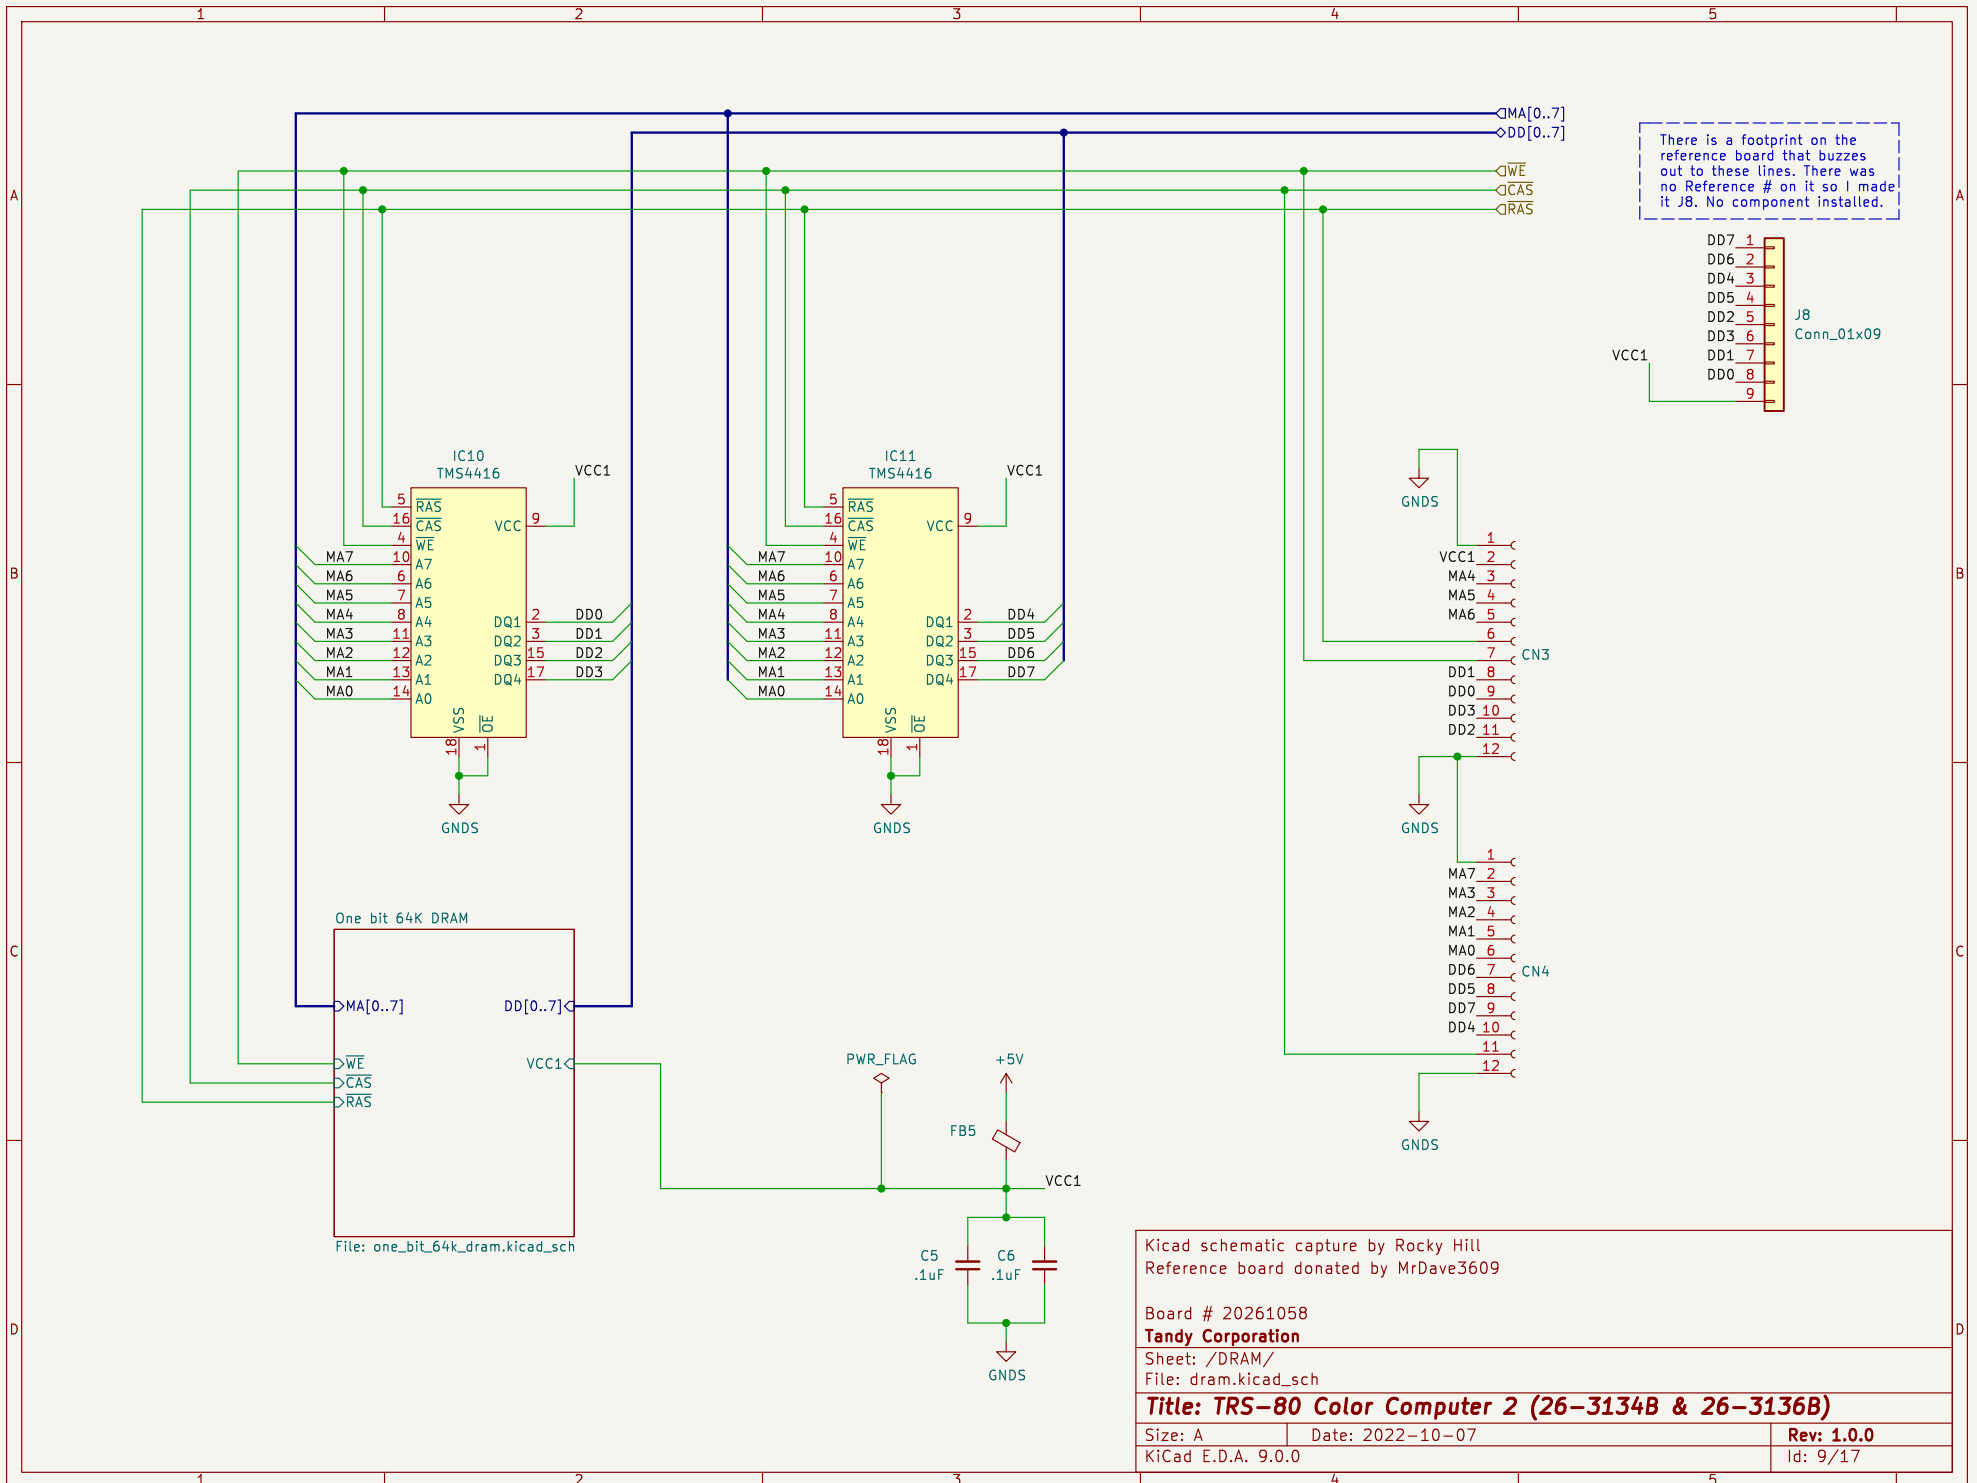 1 2 3 4 5
A
B
C
D
A
B
C
D
1 2 3 4 5
MA[0..7]
DD[0..7]
WE
CAS
RAS
There is a footprint on the
reference board that buzzes
out to these lines. There was
no Reference # on it so I made
it J8. No component installed.
DD7 1
DD6 2
DD4 3
DD5 4
DD2 5
DD3 6
DD1 7
DD0 8
9
VCC1
J8
Conn_01x09
IC10
TMS4416
VCC1
5 RAS
16 CAS
4 WE
MA7 10 A7
MA6 6 A6
MA5 7 A5
MA4 8 A4
MA3 11 A3
MA2 12 A2
MA1 13 A1
MA0 14 A0
VCC 9
DQ1 2 DD0
DQ2 3 DD1
DQ3 15 DD2
DQ4 17 DD3
VSS OE
18 1
GNDS
IC11
TMS4416
VCC1
5 RAS
16 CAS
4 WE
MA7 10 A7
MA6 6 A6
MA5 7 A5
MA4 8 A4
MA3 11 A3
MA2 12 A2
MA1 13 A1
MA0 14 A0
VCC 9
DQ1 2 DD4
DQ2 3 DD5
DQ3 15 DD6
DQ4 17 DD7
VSS OE
18 1
GNDS
GNDS
1
VCC1 2
MA4 3
MA5 4
MA6 5
6
7
DD1 8
DD0 9
DD3 10
DD2 11
12
CN3
GNDS
1
MA7 2
MA3 3
MA2 4
MA1 5
MA0 6
DD6 7
DD5 8
DD7 9
DD4 10
11
12
CN4
GNDS
One bit 64K DRAM
MA[0..7] DD[0..7]
WE VCC1
CAS
RAS
File: one_bit_64k_dram.kicad_sch
PWR_FLAG +5V
FB5
VCC1
C5 C6
.1uF .1uF
GNDS
Kicad schematic capture by Rocky Hill
Reference board donated by MrDave3609
Board # 20261058
Tandy Corporation
Sheet: /DRAM/
File: dram.kicad_sch
Title: TRS-80 Color Computer 2 (26-3134B & 26-3136B)
Size: A Date: 2022-10-07 Rev: 1.0.0
KiCad E.D.A. 9.0.0 Id: 9/17